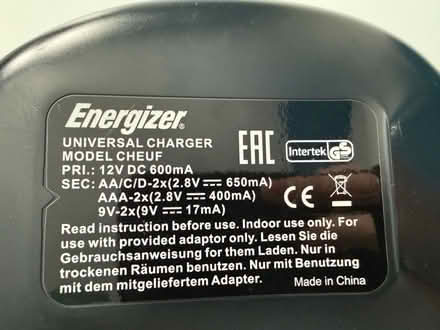 Energizer®
UNIVERSAL CHARGER
MODEL CHEUF
PRI.: 12V DC 600mA
SEC: AA/C/D-2x(2.8V ⎓ 650mA)
AAA-2x(2.8V ⎓ 400mA)
9V-2x(9V ⎓ 17mA)
EAC
Intertek GS
CE
Read instruction before use. Indoor use only. For
use with provided adaptor only. Lesen Sie die
Gebrauchsanweisung for them Laden. Nur in
trockenen Räumen benutzen. Nur mit Benutzung
mit dem mitgeliefertem Adapter.
Made in China